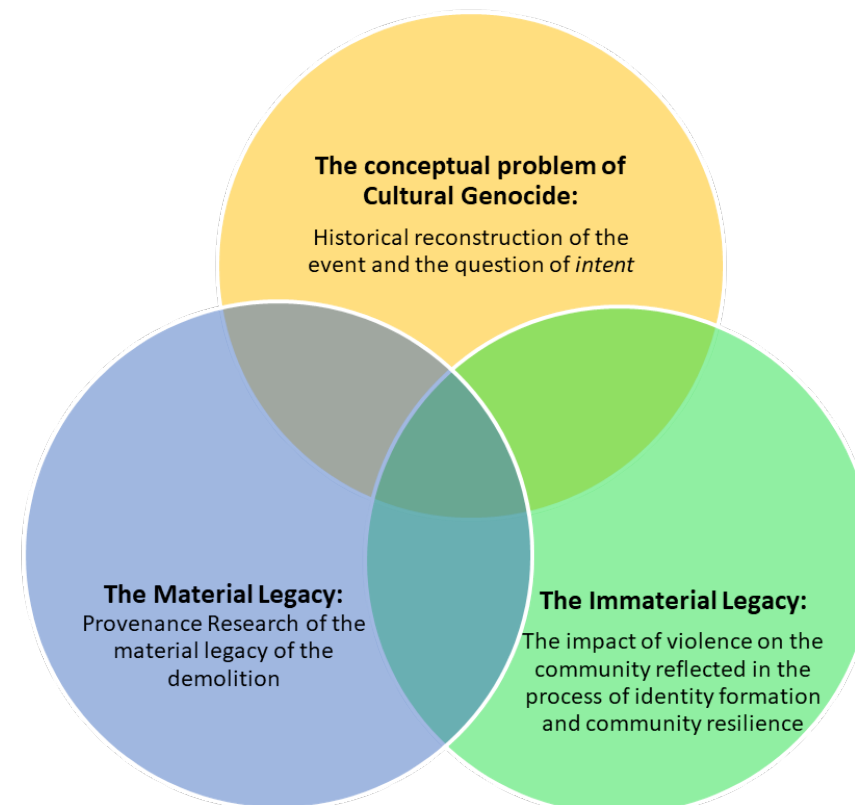 The conceptual problem of
Cultural Genocide:
Historical reconstruction of the
event and the question of intent
The Material Legacy:
Provenance Research of the
material legacy of the
demolition
The Immaterial Legacy:
The impact of violence on the
community reflected in the
process of identity formation
and community resilience